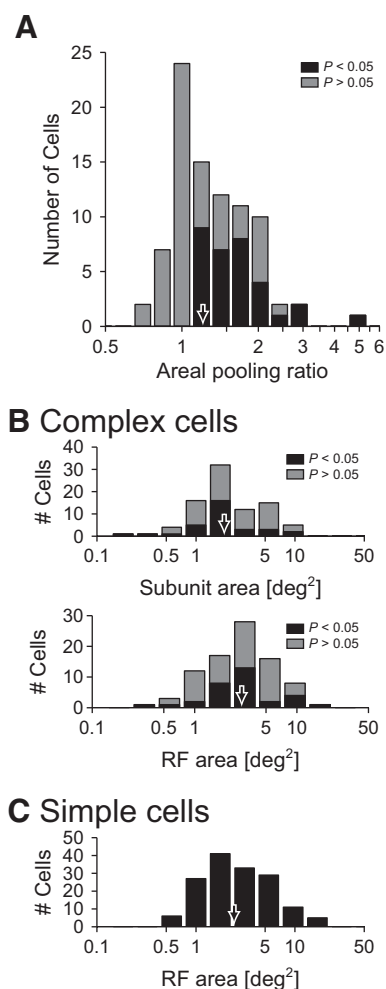 A
25
20
15
10
5
0
Number of Cells
P < 0.05
P > 0.05
0.5 1 2 3 4 5 6
Areal pooling ratio
B Complex cells
40
30
20
10
0
# Cells
P < 0.05
P > 0.05
0.1 0.5 1 5 10 50
Subunit area [deg2]
30
20
10
0
# Cells
P < 0.05
P > 0.05
0.1 0.5 1 5 10 50
RF area [deg2]
C Simple cells
50
40
30
20
10
0
# Cells
0.1 0.5 1 5 10 50
RF area [deg2]